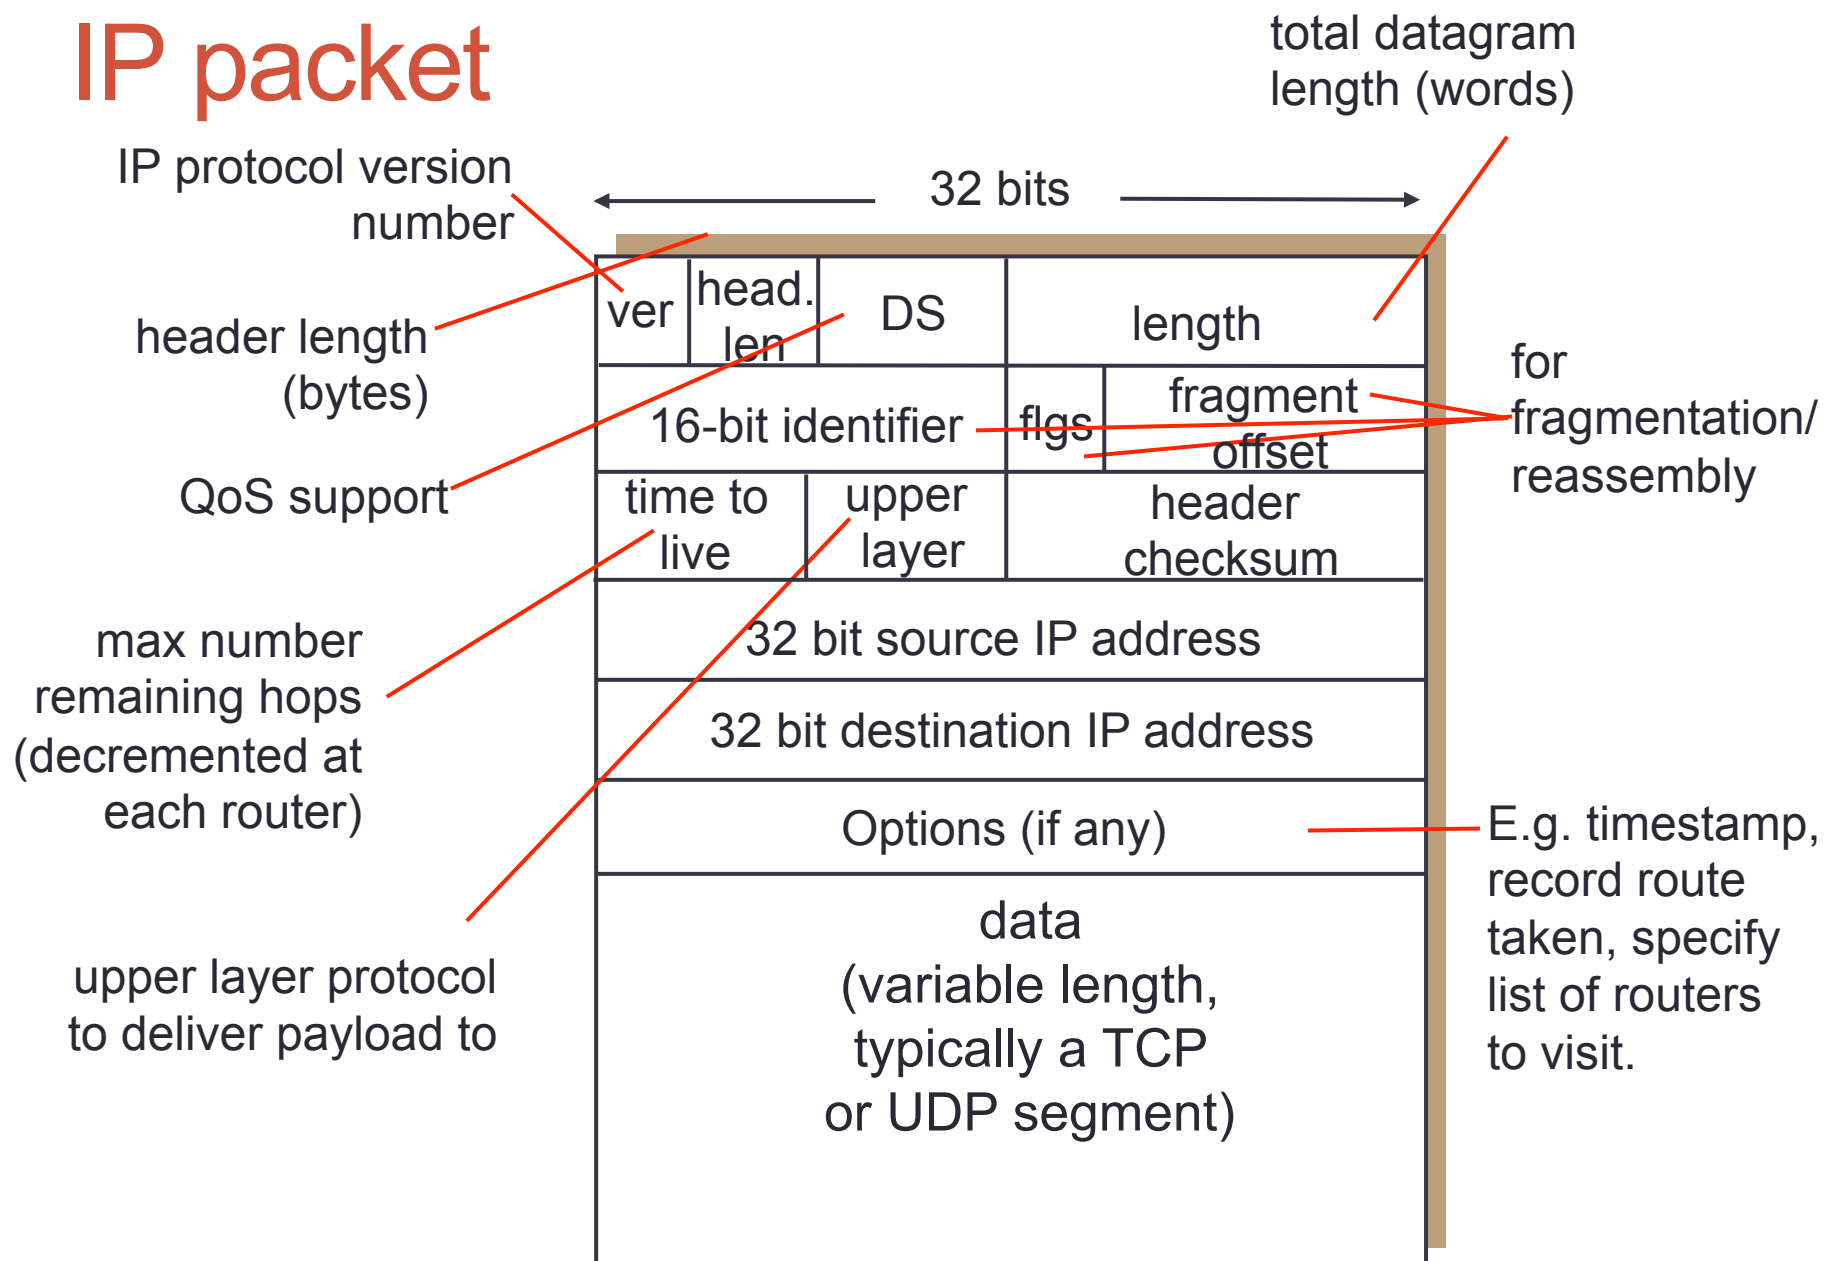 IP packet
total datagram
length (words)
IP protocol version
number
32 bits
header length
(bytes)
QoS support
max number
remaining hops
(decremented at
each router)
upper layer protocol
to deliver payload to
ver
head.
len
DS
length
16-bit identifier
flgs
fragment
offset
time to
live
upper
layer
header
checksum
32 bit source IP address
32 bit destination IP address
Options (if any)
data
(variable length,
typically a TCP
or UDP segment)
for
fragmentation/
reassembly
E.g. timestamp,
record route
taken, specify
list of routers
to visit.